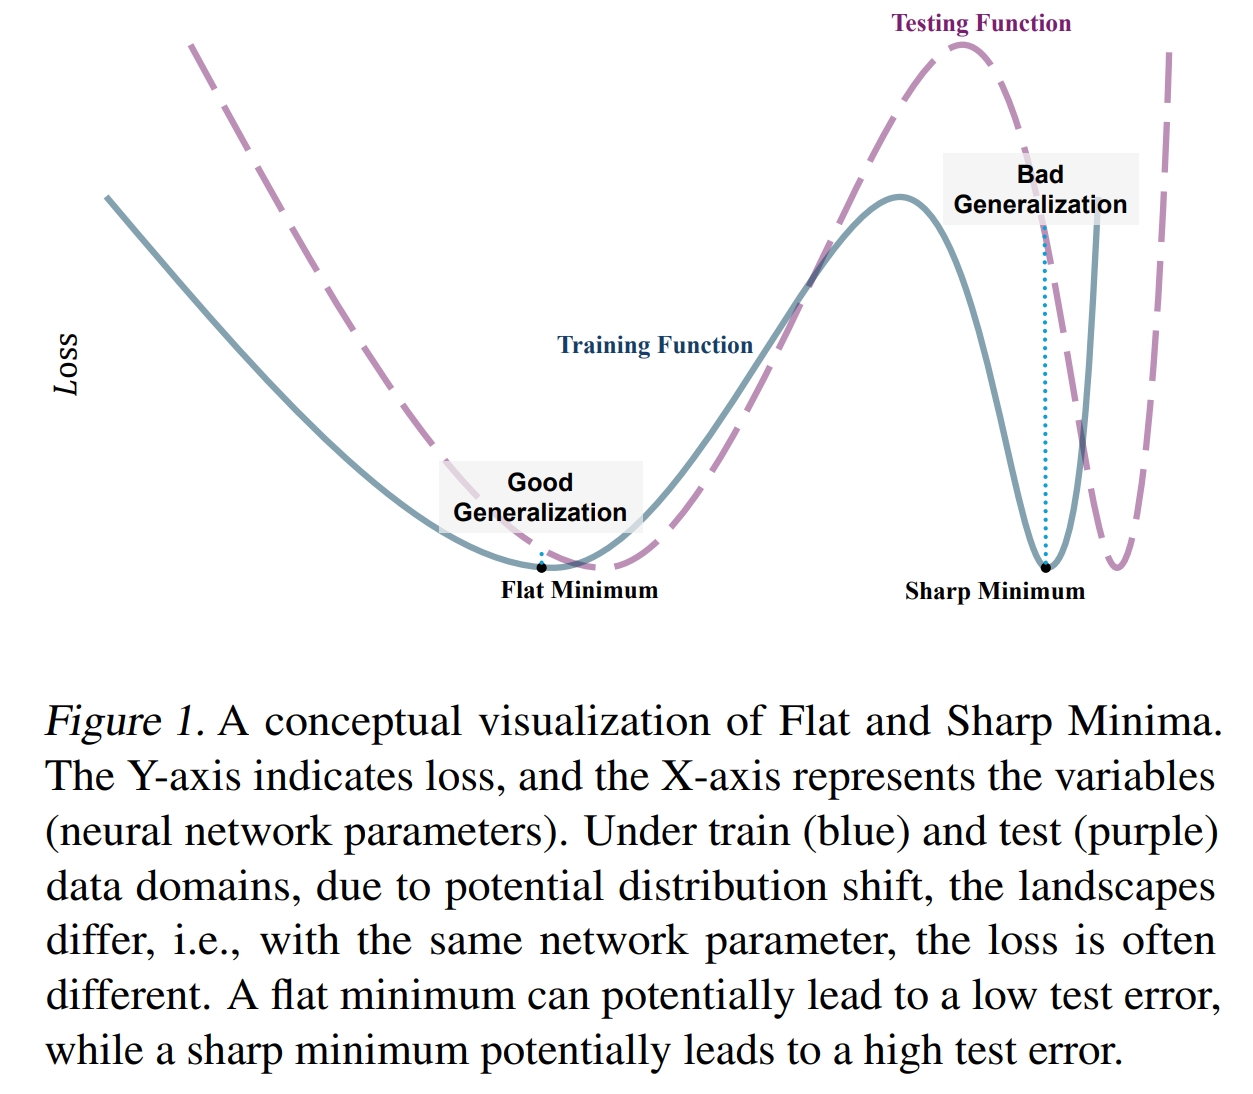 Testing Function
Bad
Generalization
Training Function
Loss
Good
Generalization
Flat Minimum
Sharp Minimum
Figure 1. A conceptual visualization of Flat and Sharp Minima.
The Y-axis indicates loss, and the X-axis represents the variables
(neural network parameters). Under train (blue) and test (purple)
data domains, due to potential distribution shift, the landscapes
differ, i.e., with the same network parameter, the loss is often
different. A flat minimum can potentially lead to a low test error,
while a sharp minimum potentially leads to a high test error.